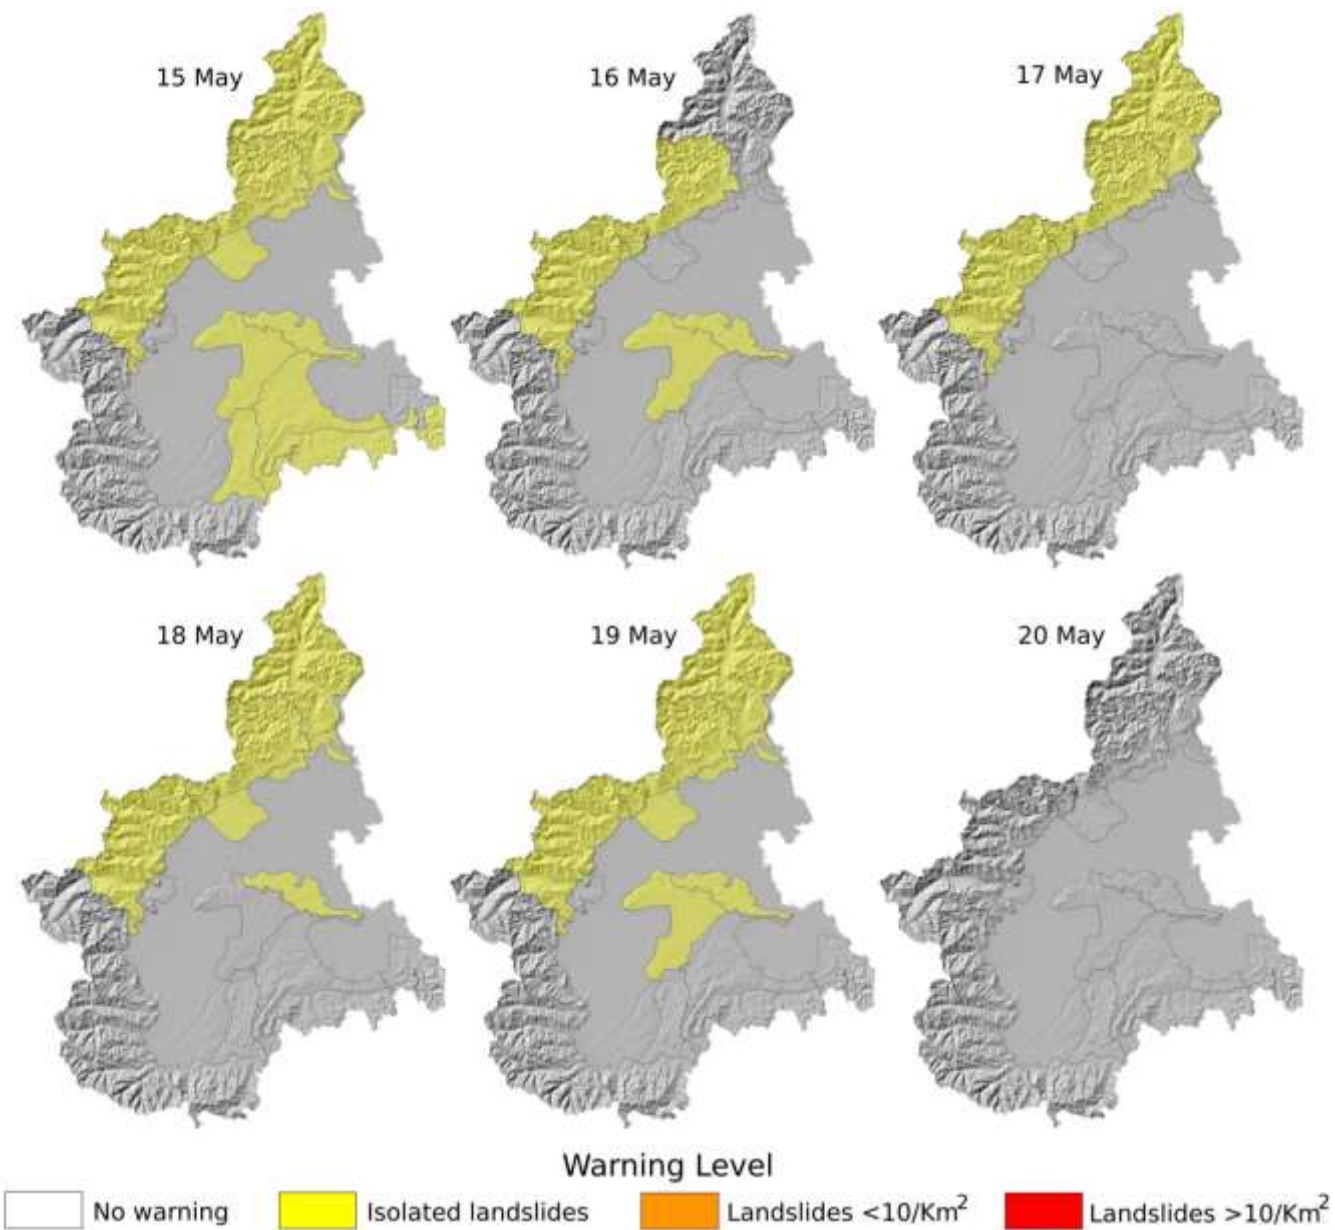 15 May
16 May
17 May
18 May
19 May
20 May
Warning Level
No warning
Isolated landslides
Landslides <10/Km²
Landslides >10/Km²